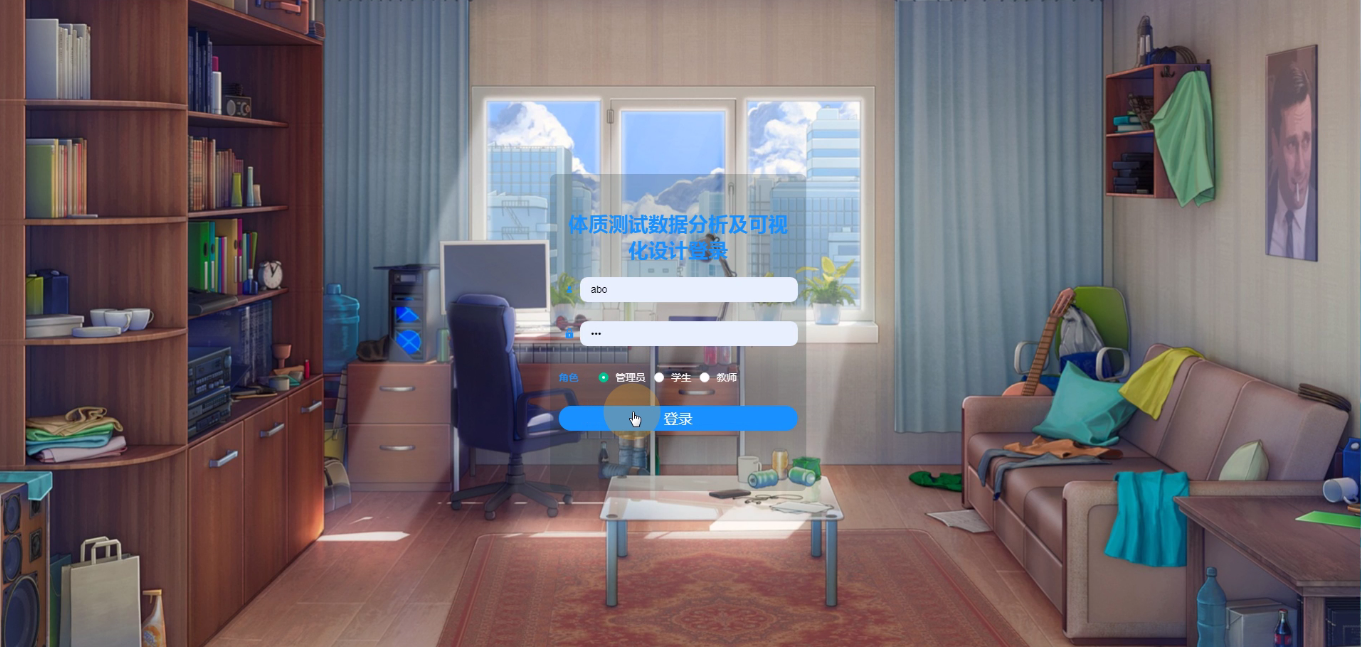 体质测试数据分析及可视
化设计登录
abo
•••
角色 管理员 学生 教师
登录